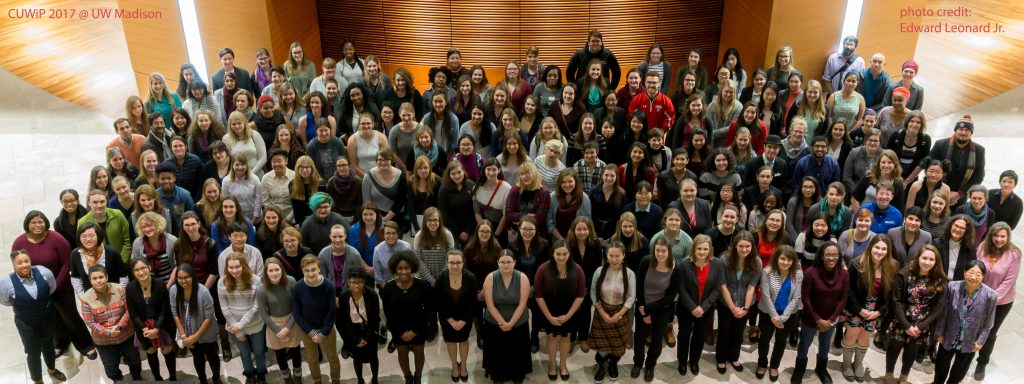 CUWiP 2017 @ UW Madison
photo credit:
Edward Leonard Jr.